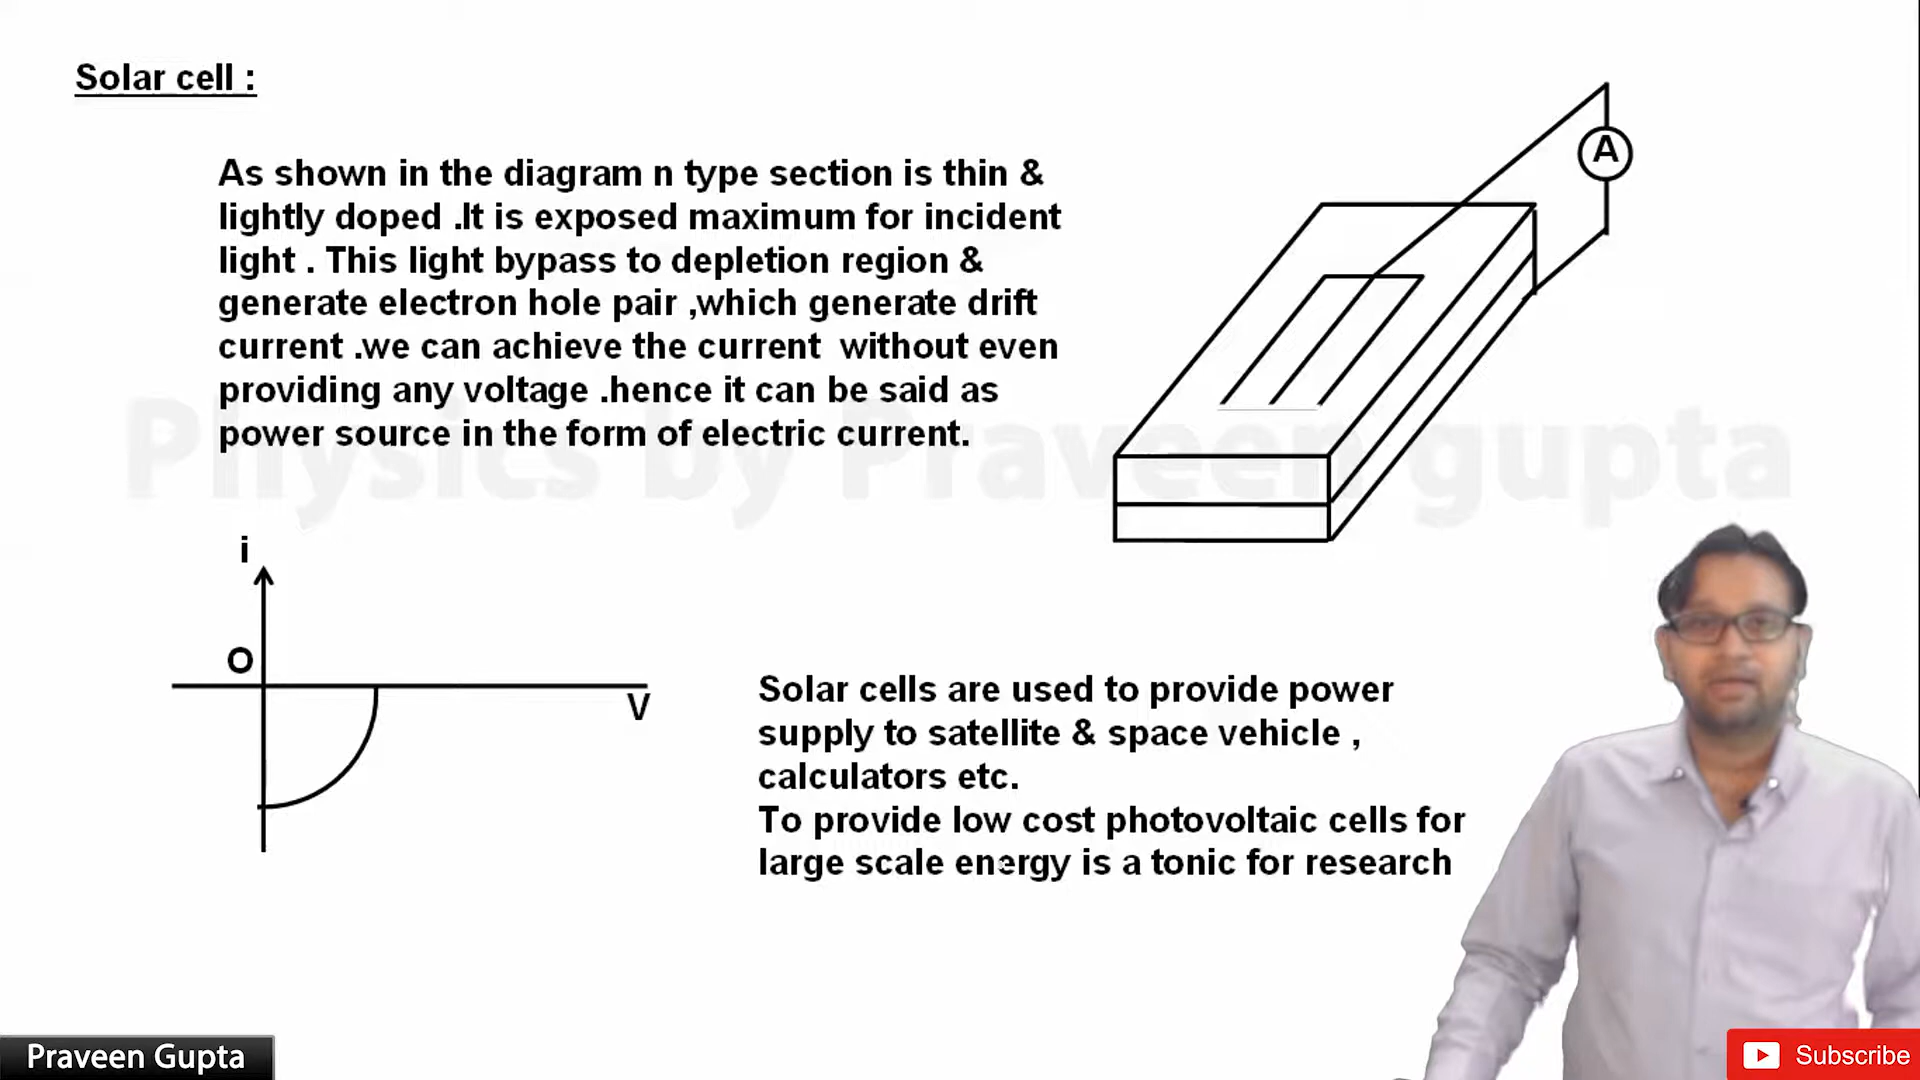 Solar cell :
As shown in the diagram n type section is thin &
lightly doped .It is exposed maximum for incident
light . This light bypass to depletion region &
generate electron hole pair ,which generate drift
current .we can achieve the current  without even
providing any voltage .hence it can be said as
power source in the form of electric current.
A
Physics by Praveen gupta
i
O
V
Solar cells are used to provide power
supply to satellite & space vehicle ,
calculators etc.
To provide low cost photovoltaic cells for
large scale energy is a tonic for research
Praveen Gupta
Subscribe